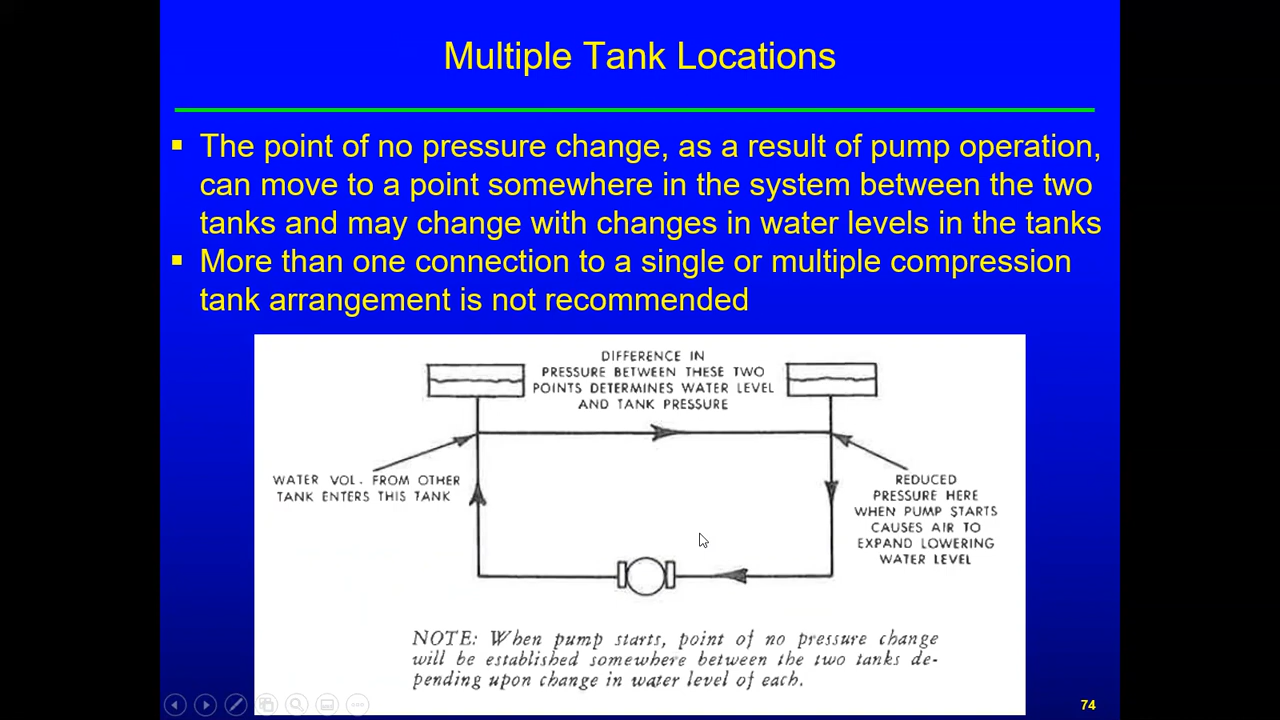 Multiple Tank Locations
▪ The point of no pressure change, as a result of pump operation,
can move to a point somewhere in the system between the two
tanks and may change with changes in water levels in the tanks
▪ More than one connection to a single or multiple compression
tank arrangement is not recommended
DIFFERENCE IN
PRESSURE BETWEEN THESE TWO
POINTS DETERMINES WATER LEVEL
AND TANK PRESSURE
WATER VOL. FROM OTHER
TANK ENTERS THIS TANK
REDUCED
PRESSURE HERE
WHEN PUMP STARTS
CAUSES AIR TO
EXPAND LOWERING
WATER LEVEL
NOTE: When pump starts, point of no pressure change
will be established somewhere between the two tanks de-
pending upon change in water level of each.
74